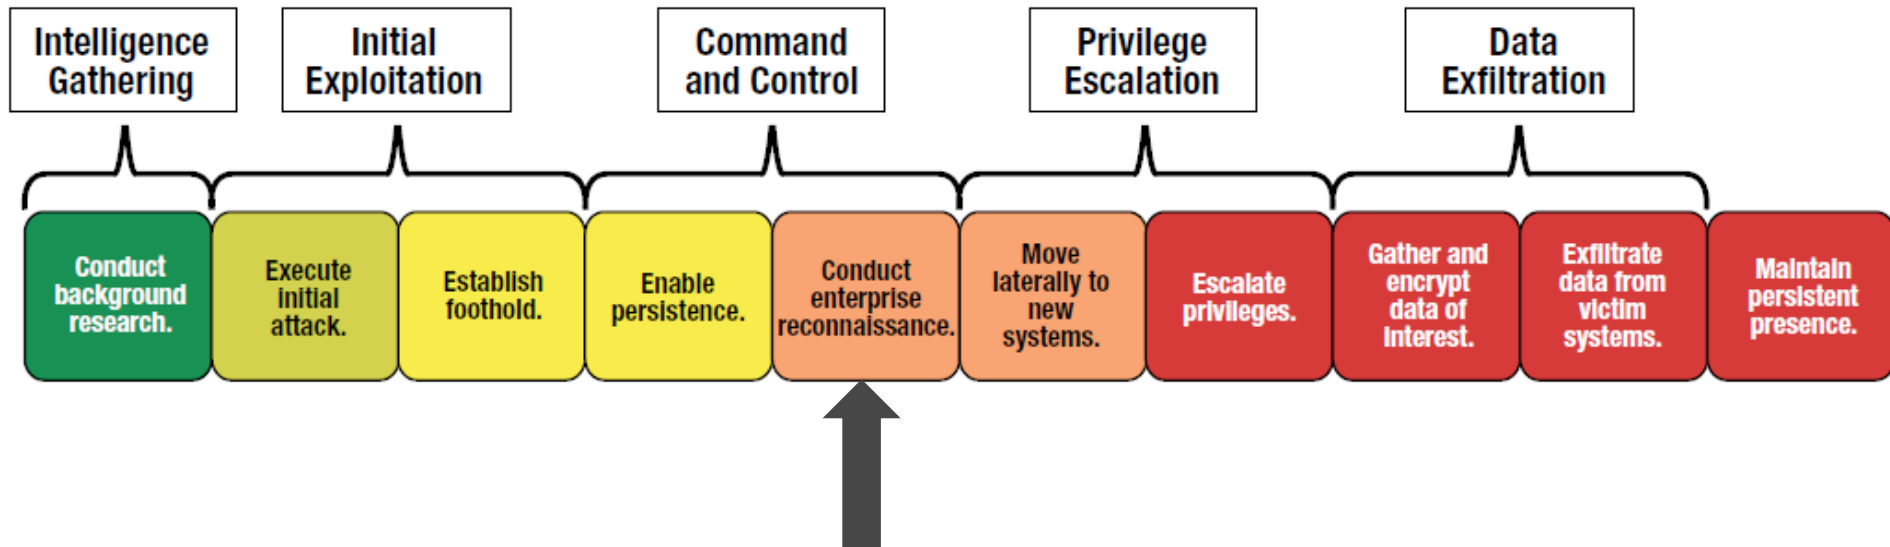 Intelligence
Gathering
Initial
Exploitation
Command
and Control
Privilege
Escalation
Data
Exfiltration
Conduct
background
research.
Execute
initial
attack.
Establish
foothold.
Enable
persistence.
Conduct
enterprise
reconnaissance.
Move
laterally to
new
systems.
Escalate
privileges.
Gather and
encrypt
data of
interest.
Exfiltrate
data from
victim
systems.
Maintain
persistent
presence.